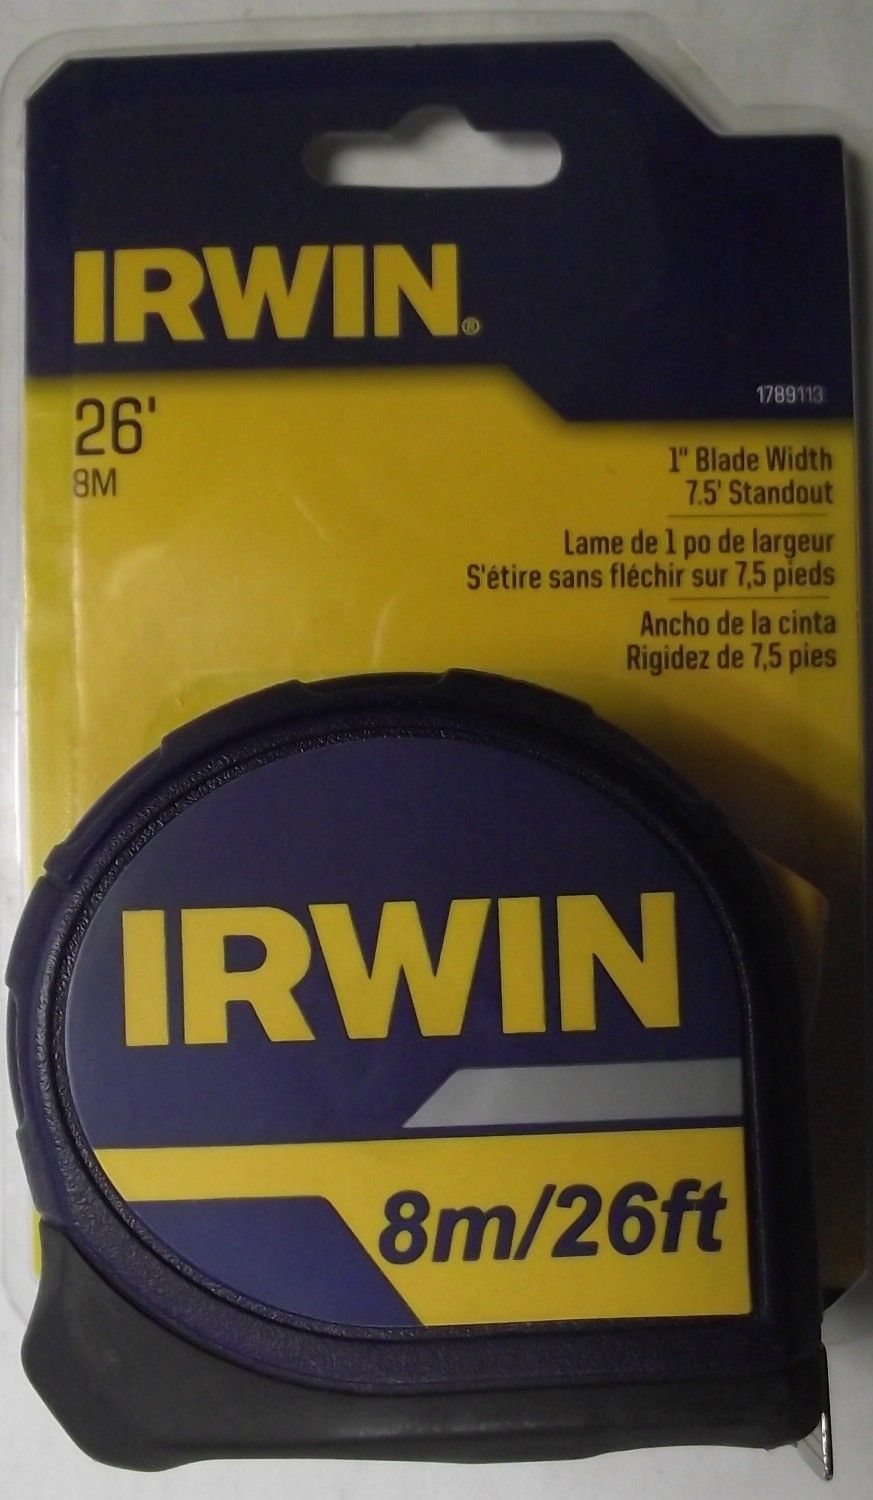 IRWIN®
1789113
26'
8M
1" Blade Width
7.5' Standout
Lame de 1 po de largeur
S'étire sans fléchir sur 7,5 pieds
Ancho de la cinta
Rigidez de 7,5 pies
IRWIN
8m/26ft